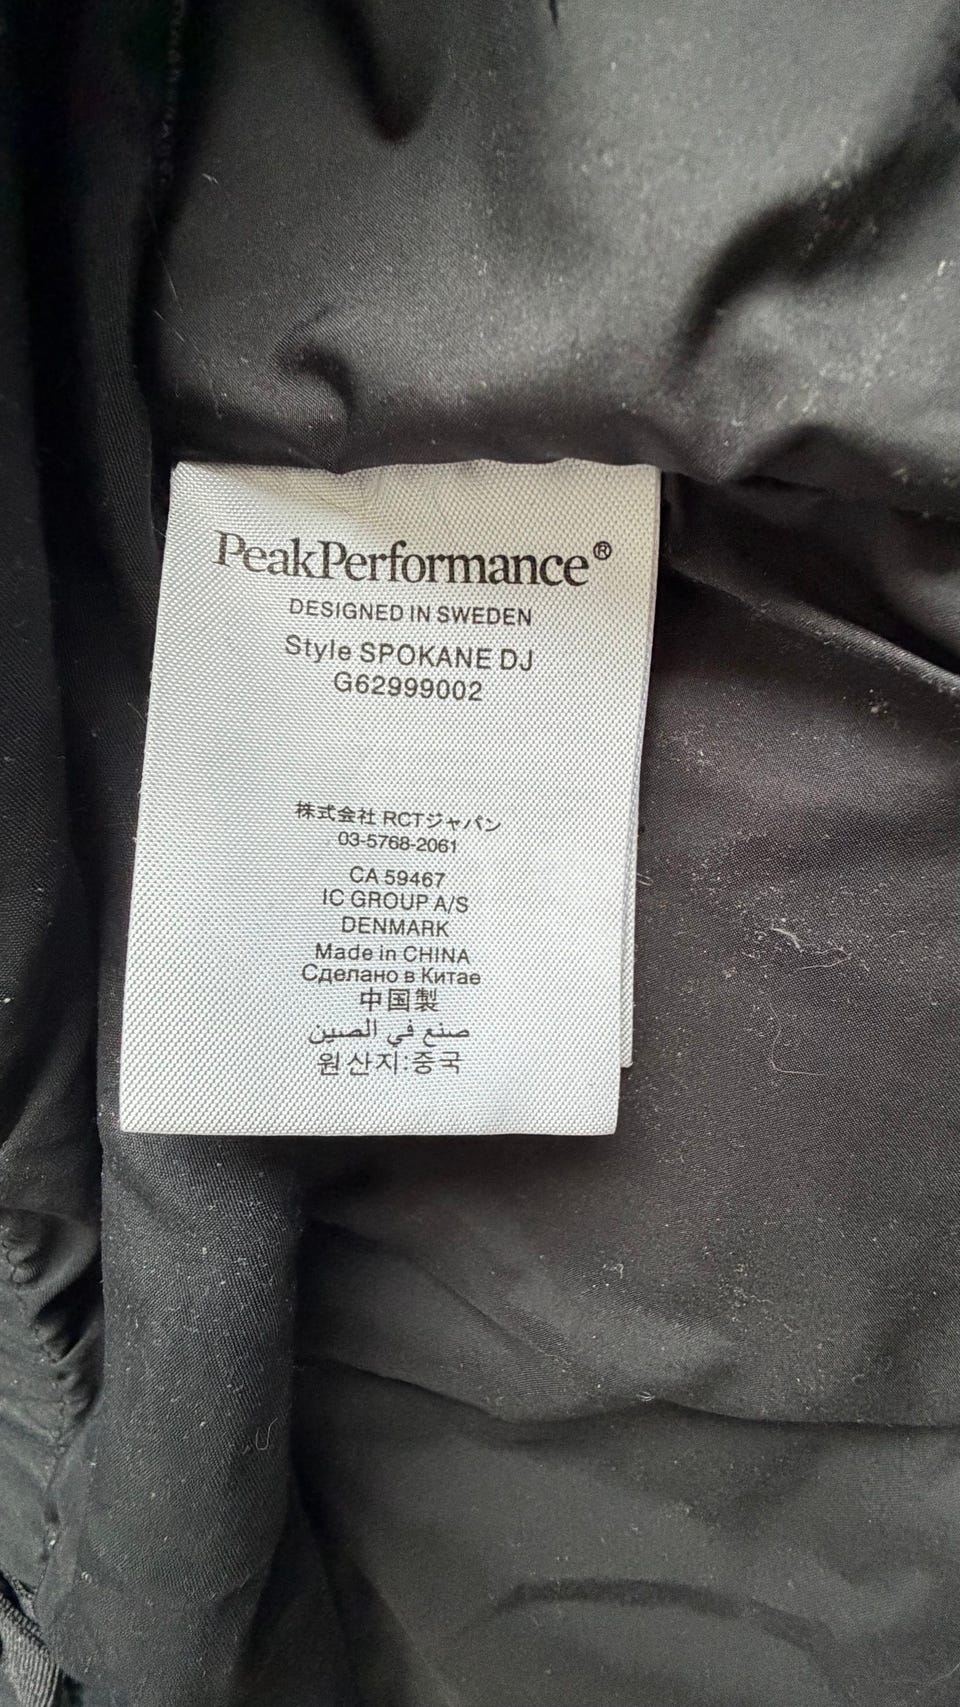 PeakPerformance®
DESIGNED IN SWEDEN
Style SPOKANE DJ
G62999002
株式会社 RCTジャパン
03-5768-2061
CA 59467
IC GROUP A/S
DENMARK
Made in CHINA
Сделано в Китае
中国製
صنع في الصين
원산지:중국